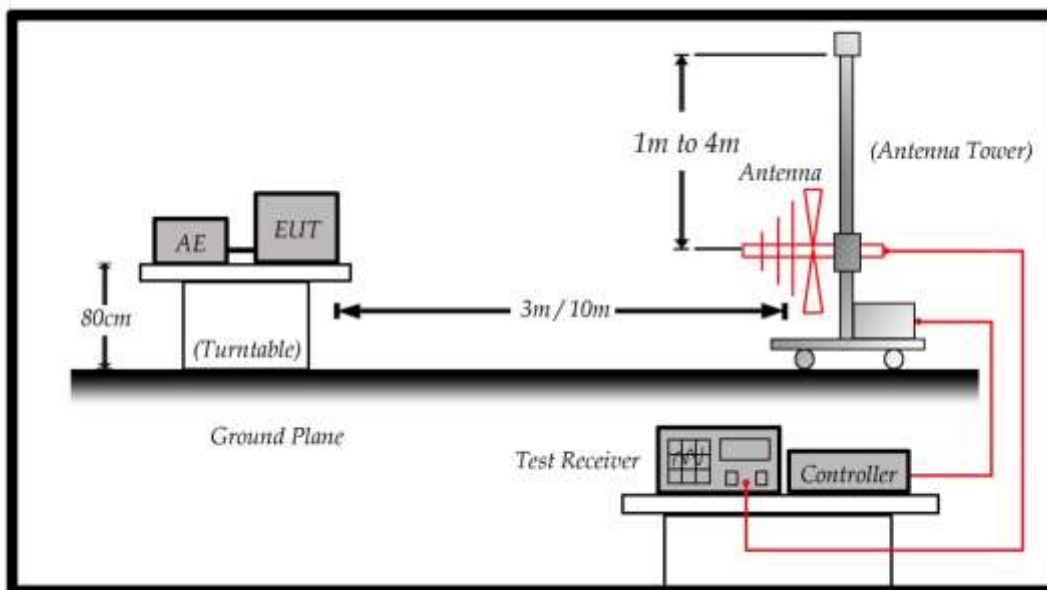 1m to 4m
(Antenna Tower)
Antenna
AE
EUT
80cm
3m / 10m
(Turntable)
Ground Plane
Test Receiver
Controller